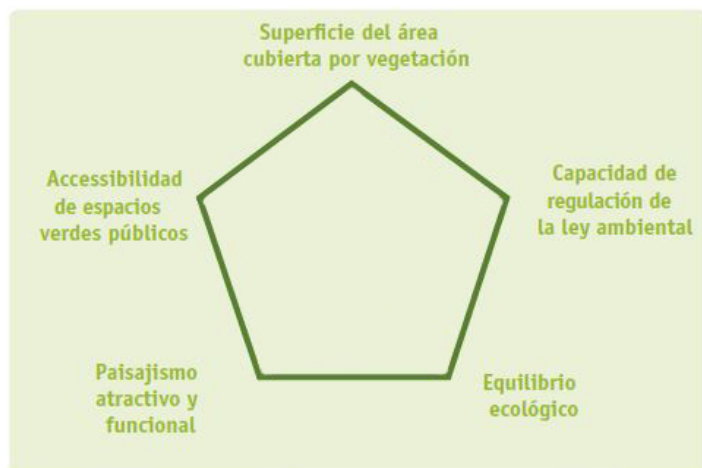 Superficie del área
cubierta por vegetación
Accessibilidad
de espacios
verdes públicos
Capacidad de
regulación de
la ley ambiental
Paisajismo
atractivo y
funcional
Equilibrio
ecológico